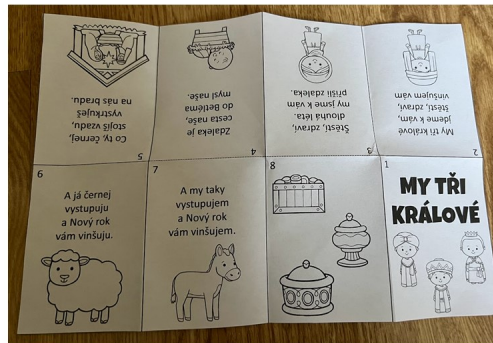 1
MY TŘI
KRÁLOVÉ
2
My tři králové
jdeme k vám,
štěstí, zdraví
vinšujem vám
3
Štěstí, zdraví,
dlouhá léta.
my jsme k vám
přišli zdaleka.
4
Zdaleka je
cesta naše,
do Betléma
mysl naše.
5
Co ty, černej,
stojíš vzadu,
vystrkuješ
na nás bradu.
6
A já černej
vystupuju
a Nový rok
vám vinšuju.
7
A my taky
vystupujem
a Nový rok
vám vinšujem.
8